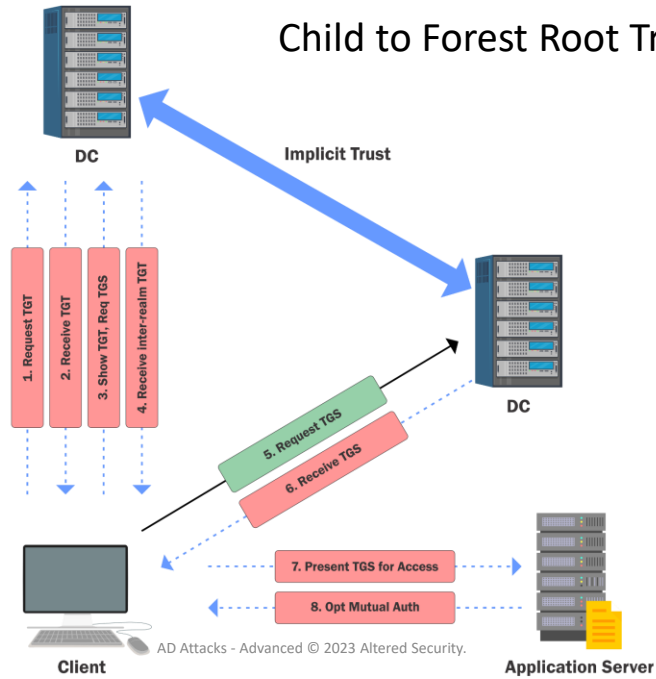 Child to Forest Root Tr
DC
Implicit Trust
1. Request TGT
2. Receive TGT
3. Show TGT, Req TGS
4. Receive inter-realm TGT
DC
5. Request TGS
6. Receive TGS
7. Present TGS for Access
8. Opt Mutual Auth
AD Attacks - Advanced © 2023 Altered Security.
Client
Application Server